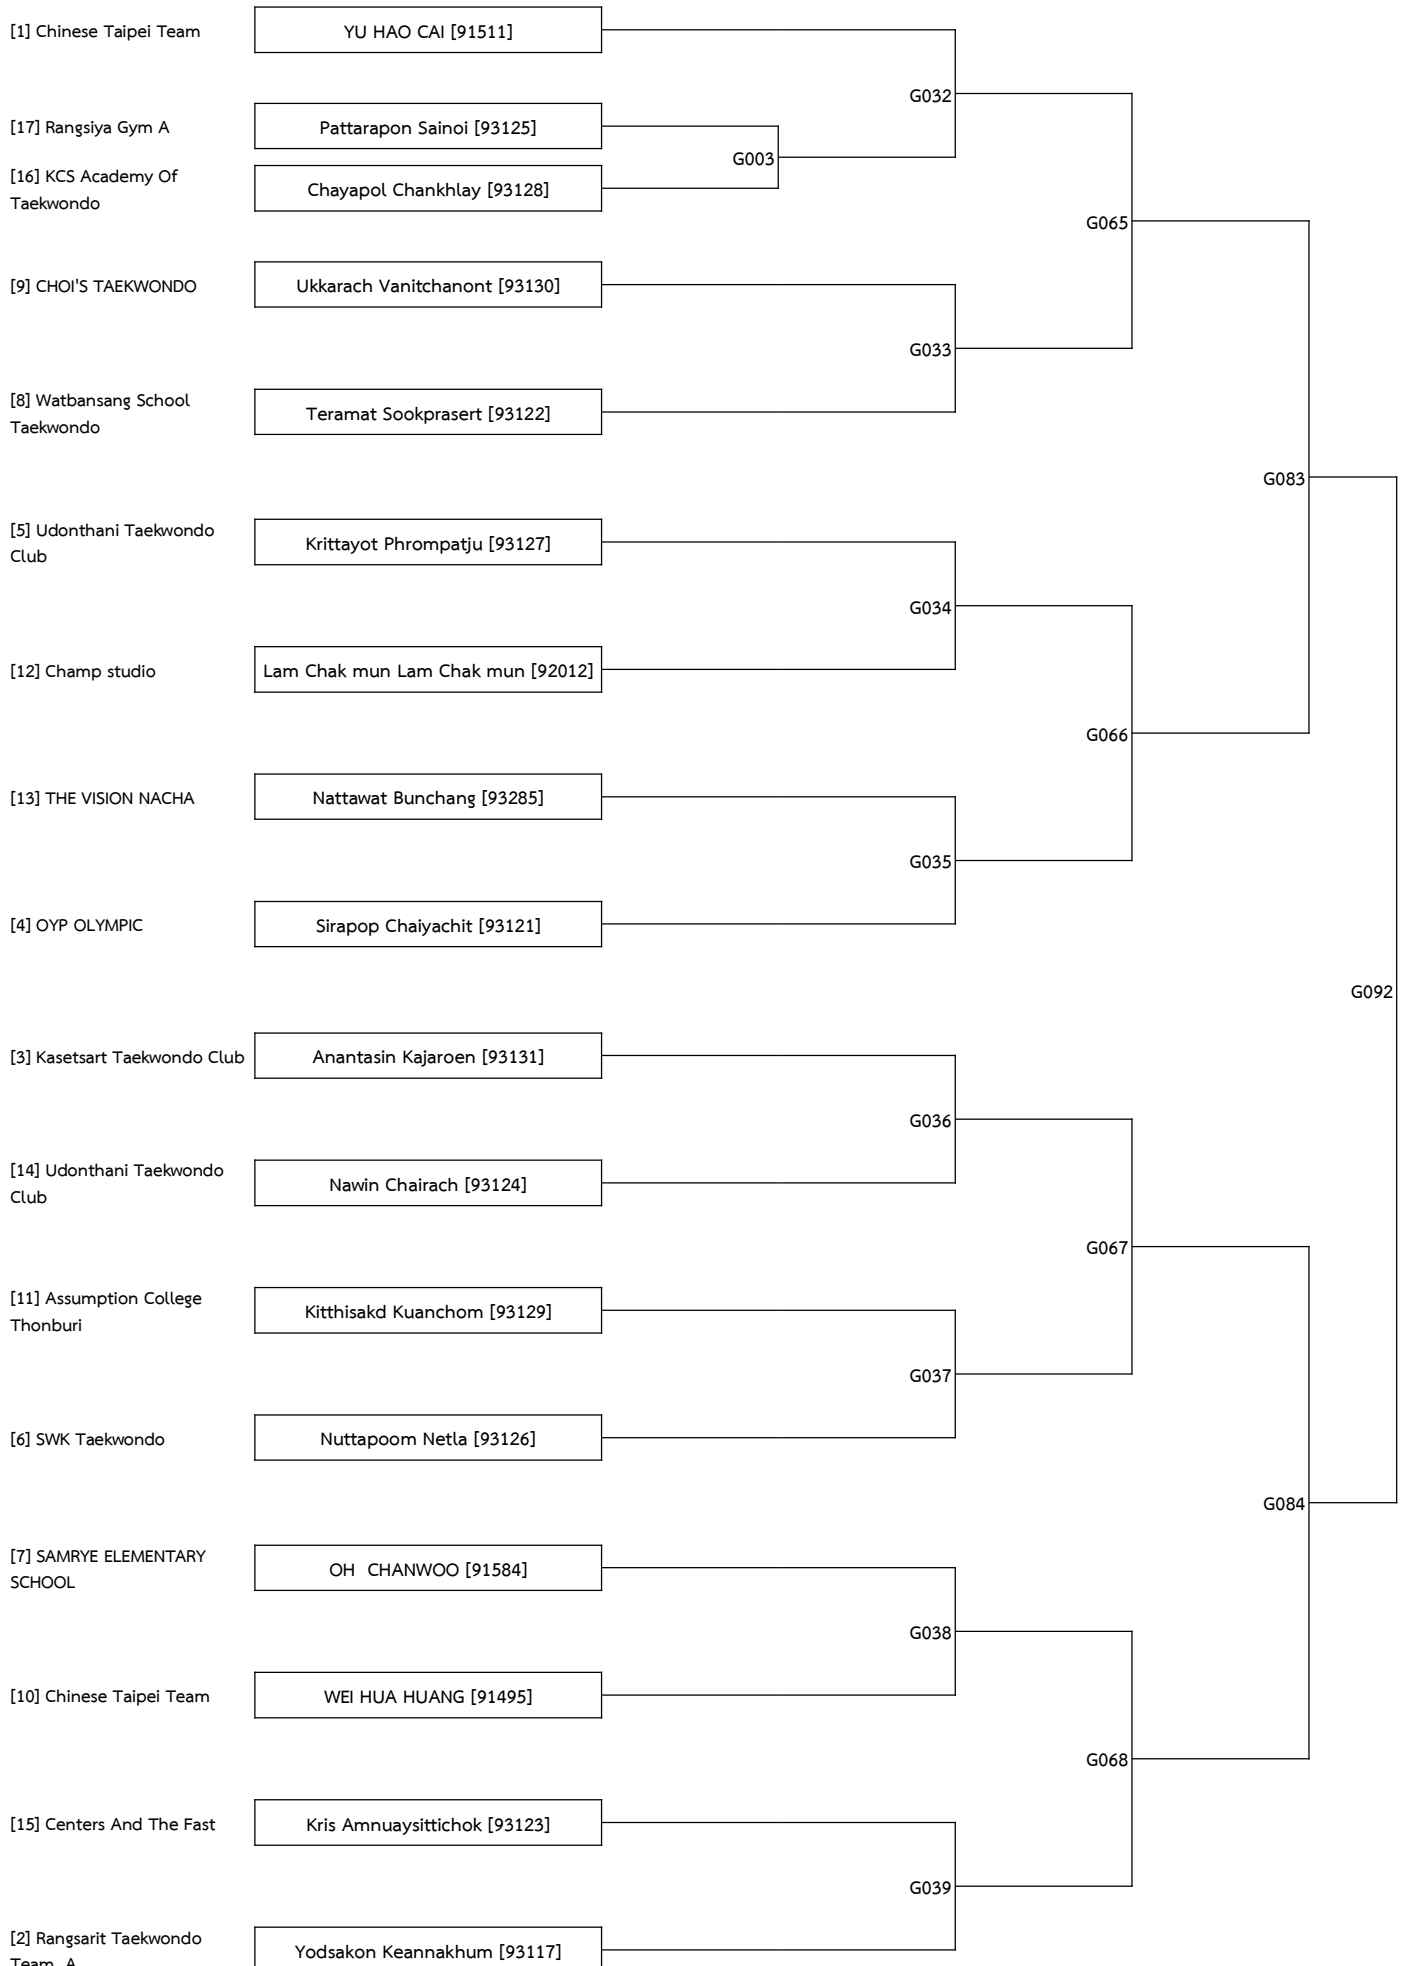 [1] Chinese Taipei Team
YU HAO CAI [91511]
G032
[17] Rangsiya Gym A
Pattarapon Sainoi [93125]
G003
[16] KCS Academy Of
Taekwondo
Chayapol Chankhlay [93128]
G065
[9] CHOI'S TAEKWONDO
Ukkarach Vanitchanont [93130]
G033
[8] Watbansang School
Taekwondo
Teramat Sookprasert [93122]
G083
[5] Udonthani Taekwondo
Club
Krittayot Phrompatju [93127]
G034
[12] Champ studio
Lam Chak mun Lam Chak mun [92012]
G066
[13] THE VISION NACHA
Nattawat Bunchang [93285]
G035
[4] OYP OLYMPIC
Sirapop Chaiyachit [93121]
G092
[3] Kasetsart Taekwondo Club
Anantasin Kajaroen [93131]
G036
[14] Udonthani Taekwondo
Club
Nawin Chairach [93124]
G067
[11] Assumption College
Thonburi
Kitthisakd Kuanchom [93129]
G037
[6] SWK Taekwondo
Nuttapoom Netla [93126]
G084
[7] SAMRYE ELEMENTARY
SCHOOL
OH  CHANWOO [91584]
G038
[10] Chinese Taipei Team
WEI HUA HUANG [91495]
G068
[15] Centers And The Fast
Kris Amnuaysittichok [93123]
G039
[2] Rangsarit Taekwondo
Team  A
Yodsakon Keannakhum [93117]